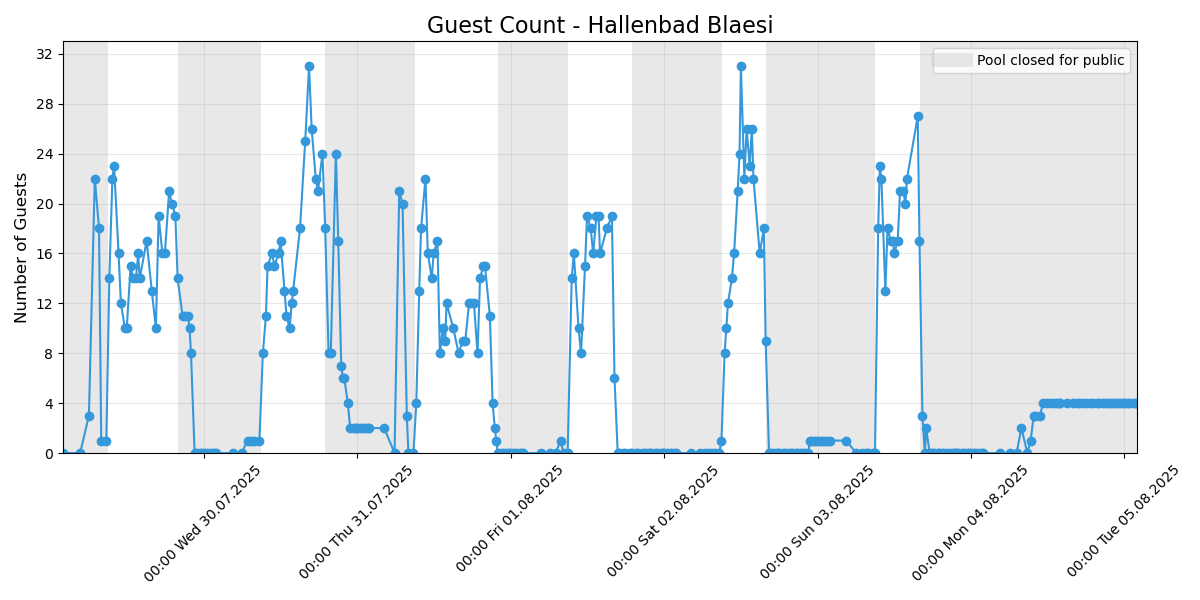 Guest Count - Hallenbad Blaesi
Pool closed for public
Number of Guests
32
28
24
20
16
12
8
4
0
00:00 Wed 30.07.2025
00:00 Thu 31.07.2025
00:00 Fri 01.08.2025
00:00 Sat 02.08.2025
00:00 Sun 03.08.2025
00:00 Mon 04.08.2025
00:00 Tue 05.08.2025